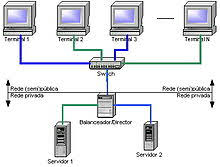 Terminal 1 Terminal 2 Terminal 3 Terminal N
Switch
Rede (semi)pública Rede (semi)pública
Rede privada Rede privada
Balanceador/Director
Servidor 1 Servidor 2